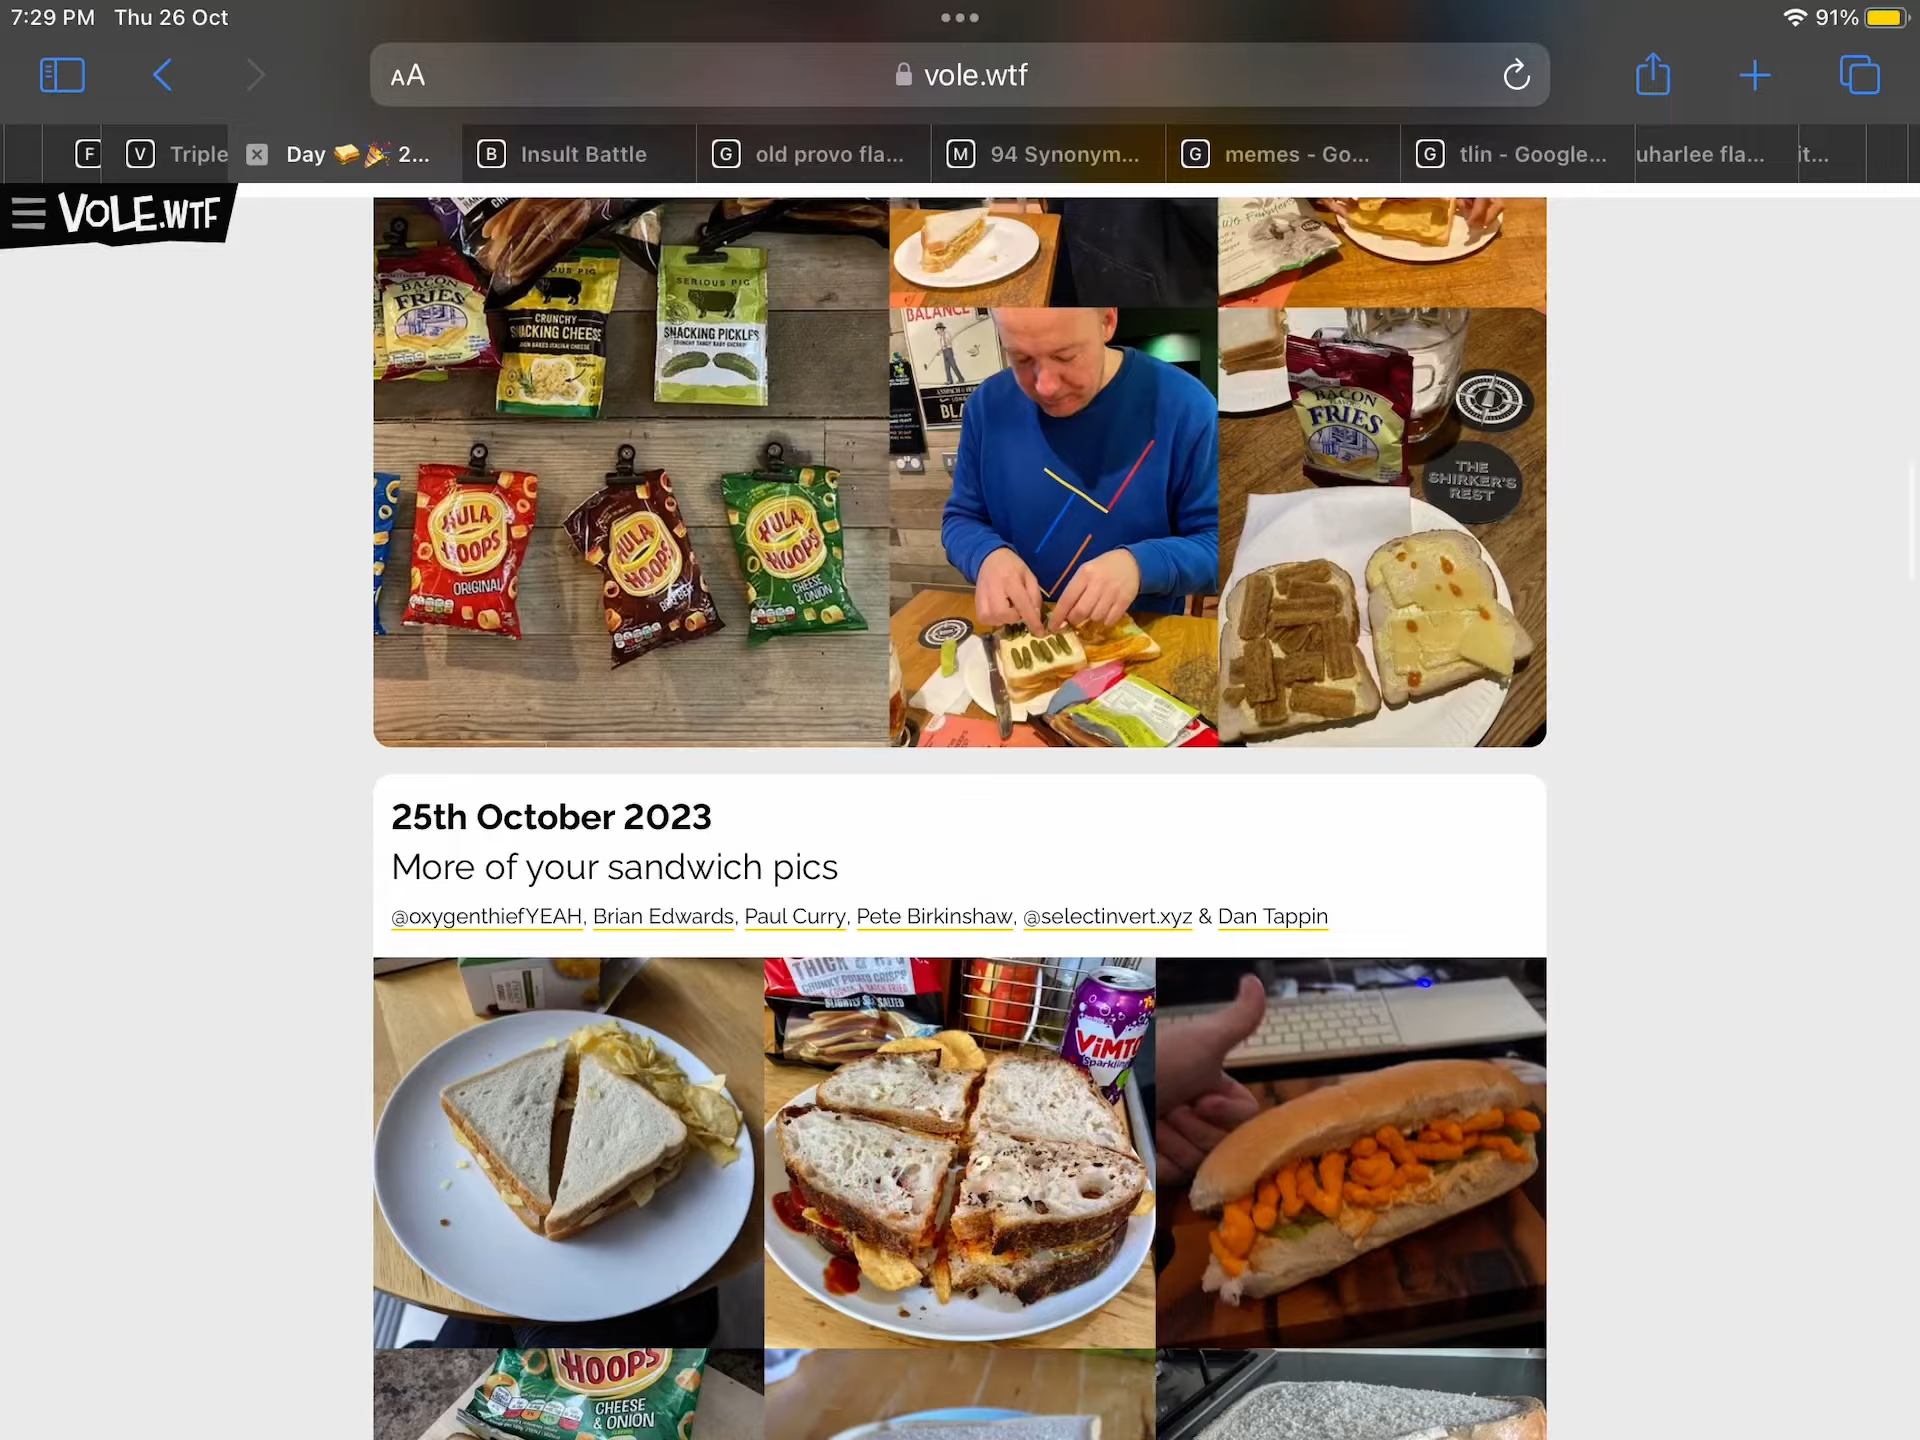 7:29 PM Thu 26 Oct
91%
AA
vole.wtf
F
V Triple
Day 🥪🎉 2...
B Insult Battle
G old provo fla...
M 94 Synonym...
G memes - Go...
G tlin - Google...
uharlee fla...
it...
VOLE.WTF
BACON
FRIES
CRUNCHY
SNACKING CHEESE
SERIOUS PIG
SNACKING PICKLES
HULA
HOOPS
ORIGINAL
HULA
HOOPS
HULA
HOOPS
CHEESE
& ONION
BALANCE
BACON
FRIES
THE
SHIRKER'S
REST
25th October 2023
More of your sandwich pics
@oxygenthiefYEAH, Brian Edwards, Paul Curry, Pete Birkinshaw, @selectinvert.xyz & Dan Tappin
CHUNKY POTATO CRISPS
VIMTO
Sparkling
HOOPS
CHEESE
& ONION